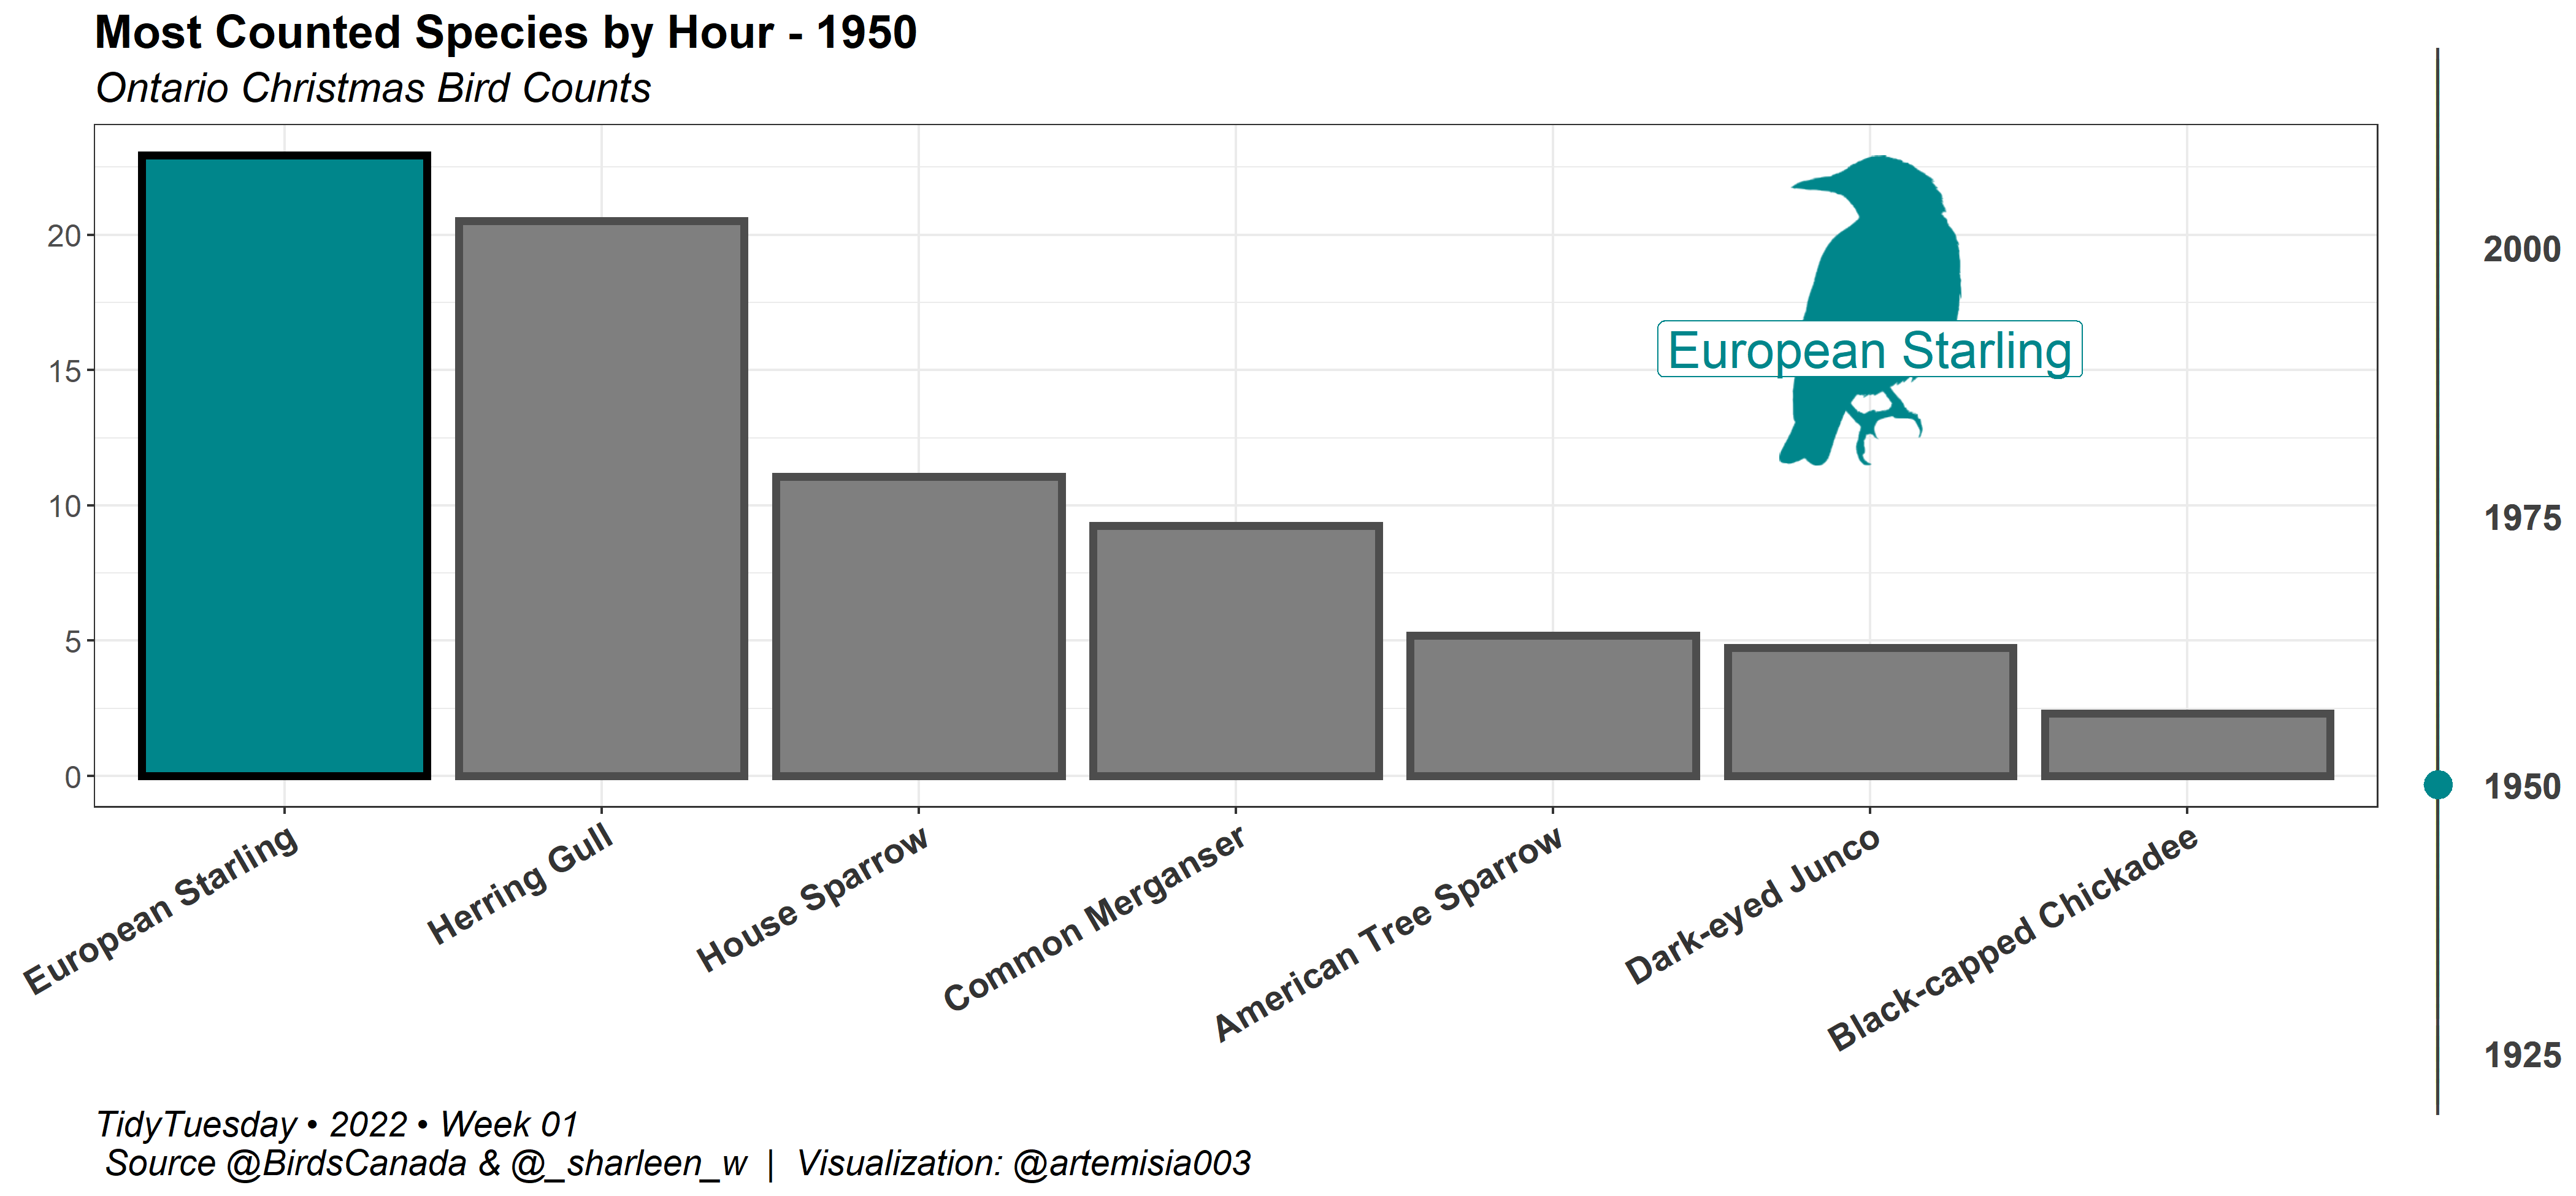 Most Counted Species by Hour - 1950
Ontario Christmas Bird Counts
20
15
10
5
0
European Starling
2000
1975
1950
1925
European Starling
Herring Gull
House Sparrow
Common Merganser
American Tree Sparrow
Dark-eyed Junco
Black-capped Chickadee
TidyTuesday • 2022 • Week 01
Source @BirdsCanada & @_sharleen_w | Visualization: @artemisia003